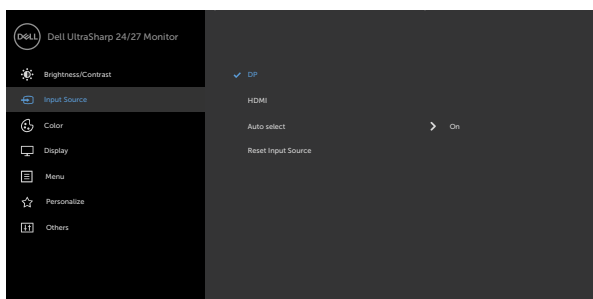 DELL Dell UltraSharp 24/27 Monitor
Brightness/Contrast
DP
Input Source
HDMI
Color
Auto select On
Display
Reset Input Source
Menu
Personalize
Others